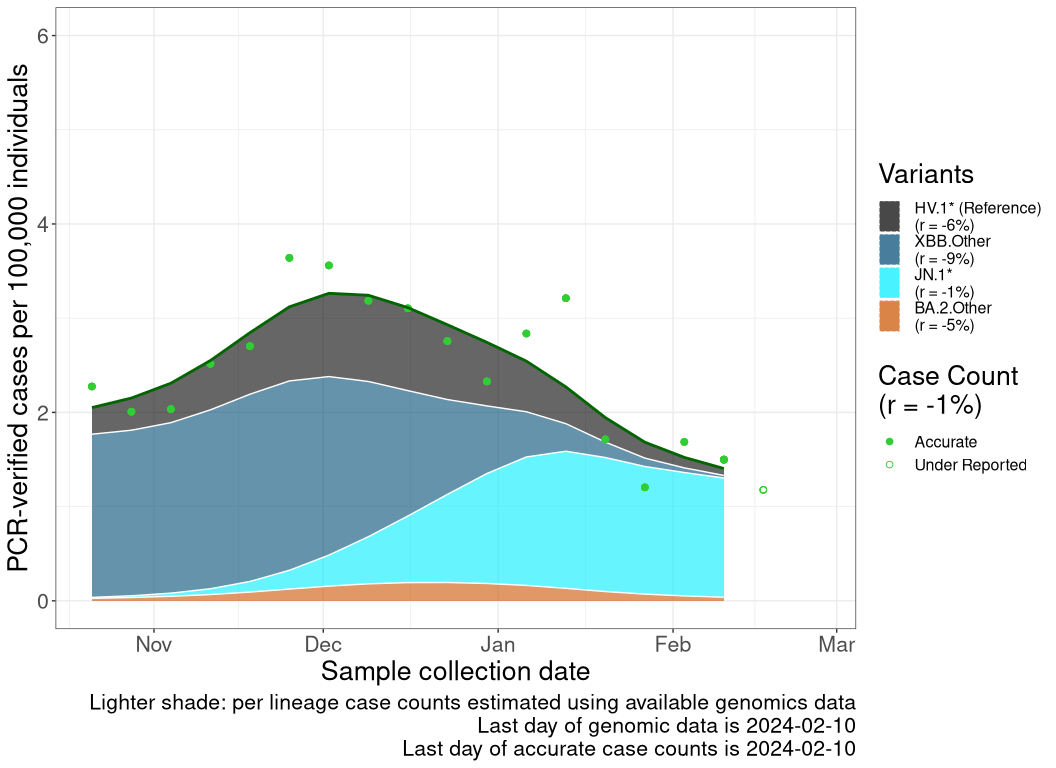 PCR-verified cases per 100,000 individuals
6
4
2
0
Nov
Dec
Jan
Feb
Mar
Sample collection date
Lighter shade: per lineage case counts estimated using available genomics data
Last day of genomic data is 2024-02-10
Last day of accurate case counts is 2024-02-10
Variants
HV.1* (Reference)
(r = -6%)
XBB.Other
(r = -9%)
JN.1*
(r = -1%)
BA.2.Other
(r = -5%)
Case Count
(r = -1%)
Accurate
Under Reported